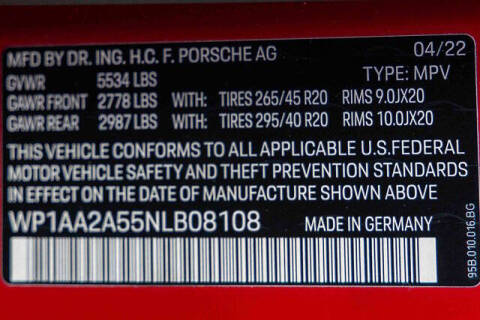 MFD BY DR. ING. H.C. F. PORSCHE AG 04/22
GVWR 5534 LBS TYPE: MPV
GAWR FRONT 2778 LBS WITH: TIRES 265/45 R20 RIMS 9.0JX20
GAWR REAR 2987 LBS WITH: TIRES 295/40 R20 RIMS 10.0JX20
THIS VEHICLE CONFORMS TO ALL APPLICABLE U.S.FEDERAL
MOTOR VEHICLE SAFETY AND THEFT PREVENTION STANDARDS
IN EFFECT ON THE DATE OF MANUFACTURE SHOWN ABOVE
WP1AA2A55NLB08108 MADE IN GERMANY
95B.010.016.BG